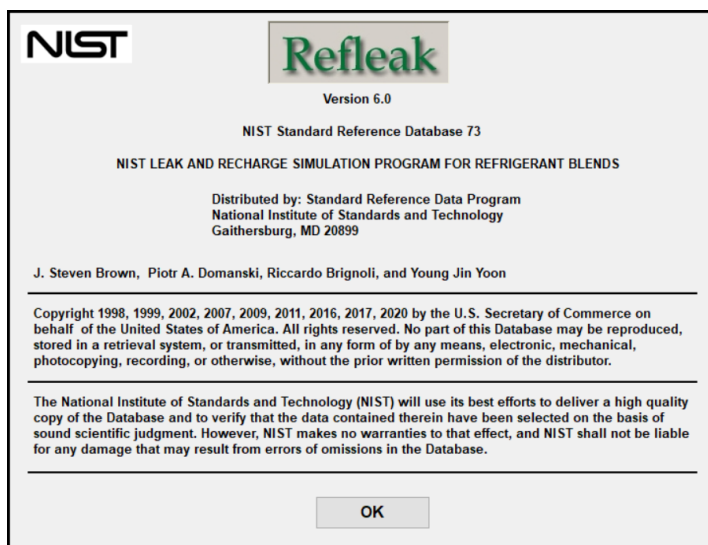 NIST
Refleak
Version 6.0
NIST Standard Reference Database 73
NIST LEAK AND RECHARGE SIMULATION PROGRAM FOR REFRIGERANT BLENDS
Distributed by: Standard Reference Data Program
National Institute of Standards and Technology
Gaithersburg, MD 20899
J. Steven Brown, Piotr A. Domanski, Riccardo Brignoli, and Young Jin Yoon
Copyright 1998, 1999, 2002, 2007, 2009, 2011, 2016, 2017, 2020 by the U.S. Secretary of Commerce on
behalf of the United States of America. All rights reserved. No part of this Database may be reproduced,
stored in a retrieval system, or transmitted, in any form of by any means, electronic, mechanical,
photocopying, recording, or otherwise, without the prior written permission of the distributor.
The National Institute of Standards and Technology (NIST) will use its best efforts to deliver a high quality
copy of the Database and to verify that the data contained therein have been selected on the basis of
sound scientific judgment. However, NIST makes no warranties to that effect, and NIST shall not be liable
for any damage that may result from errors of omissions in the Database.
OK